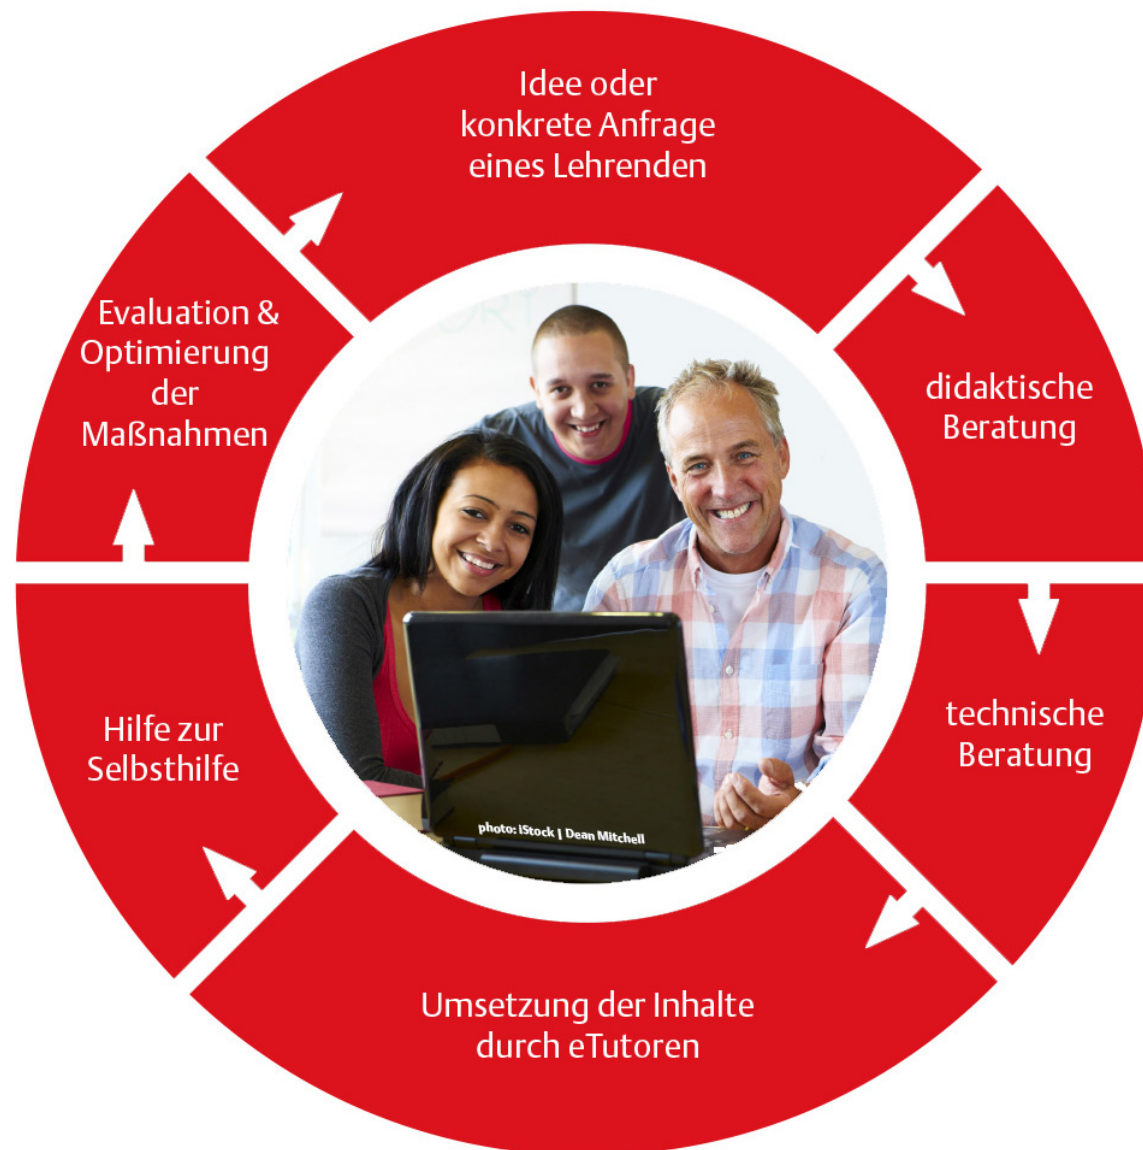 Idee oder
konkrete Anfrage
eines Lehrenden
didaktische
Beratung
technische
Beratung
Umsetzung der Inhalte
durch eTutoren
Hilfe zur
Selbsthilfe
Evaluation &
Optimierung
der
Maßnahmen
photo: iStock | Dean Mitchell